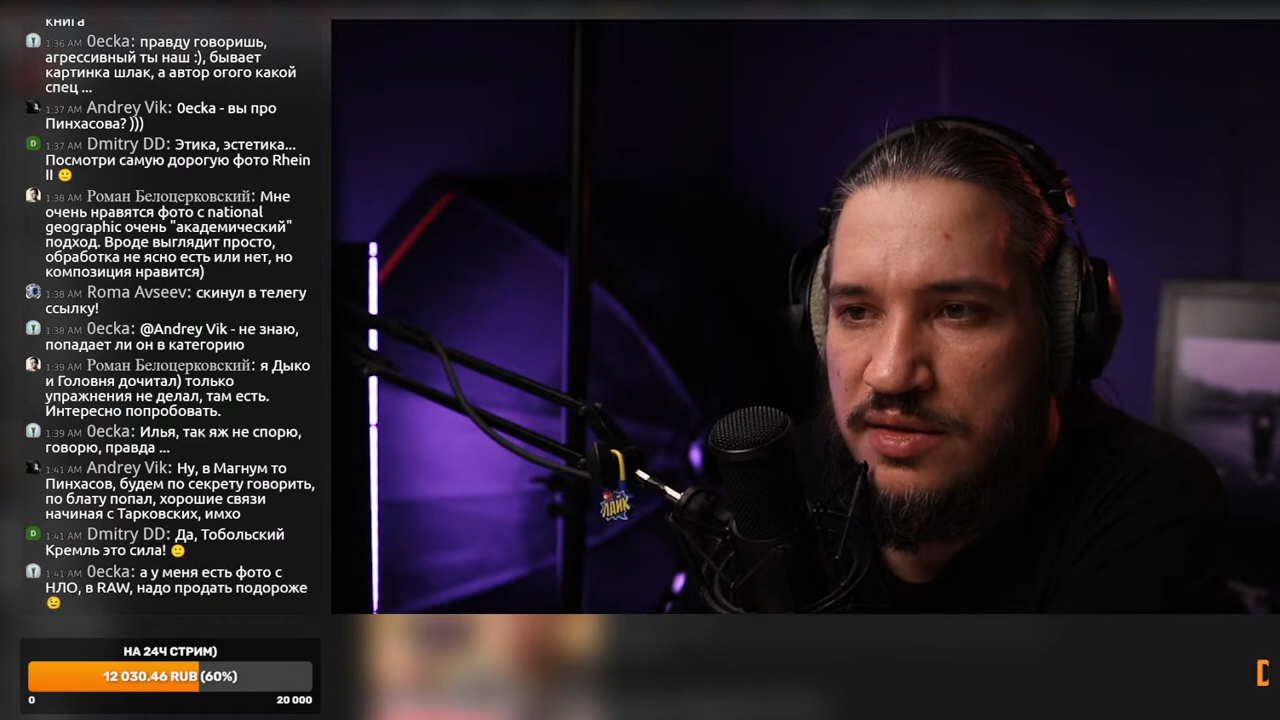 книга
1:36 AM 0ecka: правду говоришь,
агрессивный ты наш :), бывает
картинка шлак, а автор огого какой
спец ...
1:37 AM Andrey Vik: 0ecka - вы про
Пинхасова? )))
D 1:37 AM Dmitry DD: Этика, эстетика...
Посмотри самую дорогую фото Rhein
II 🙂
1:38 AM Роман Белоцерковский: Мне
очень нравятся фото с national
geographic очень "академический"
подход. Вроде выглядит просто,
обработка не ясно есть или нет, но
композиция нравится)
1:38 AM Roma Avseev: скинул в телегу
ссылку!
1:38 AM 0ecka: @Andrey Vik - не знаю,
попадает ли он в категорию
1:39 AM Роман Белоцерковский: я Дыко
и Головня дочитал) только
упражнения не делал, там есть.
Интересно попробовать.
1:39 AM 0ecka: Илья, так яж не спорю,
говорю, правда ...
1:41 AM Andrey Vik: Ну, в Магнум то
Пинхасов, будем по секрету говорить,
по блату попал, хорошие связи
начиная с Тарковских, имхо
D 1:41 AM Dmitry DD: Да, Тобольский
Кремль это сила! 🙂
1:41 AM 0ecka: а у меня есть фото с
НЛО, в RAW, надо продать подороже
😉
ЛАЙК
НА 24Ч СТРИМ)
12 030.46 RUB (60%)
0 20 000